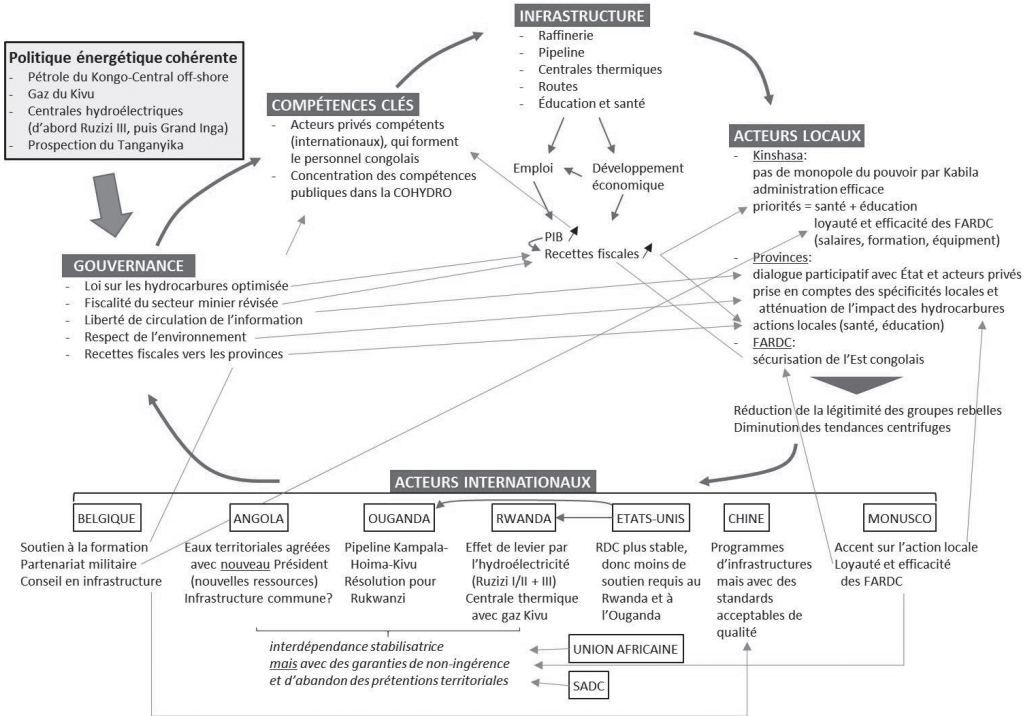 Politique énergétique cohérente
- Pétrole du Kongo-Central off-shore
- Gaz du Kivu
- Centrales hydroélectriques
(d’abord Ruzizi III, puis Grand Inga)
- Prospection du Tanganyika
COMPÉTENCES CLÉS
- Acteurs privés compétents
(internationaux), qui forment
le personnel congolais
- Concentration des compétences
publiques dans la COHYDRO
INFRASTRUCTURE
- Raffinerie
- Pipeline
- Centrales thermiques
- Routes
- Éducation et santé
Emploi
Développement
économique
PIB
Recettes fiscales
ACTEURS LOCAUX
- Kinshasa:
pas de monopole du pouvoir par Kabila
administration efficace
priorités = santé + éducation
loyauté et efficacité des FARDC
(salaires, formation, équipment)
- Provinces:
dialogue participatif avec État et acteurs privés
prise en comptes des spécificités locales et
atténuation de l’impact des hydrocarbures
actions locales (santé, éducation)
- FARDC:
sécurisation de l’Est congolais
Réduction de la légitimité des groupes rebelles
Diminution des tendances centrifuges
GOUVERNANCE
- Loi sur les hydrocarbures optimisée
- Fiscalité du secteur minier révisée
- Liberté de circulation de l’information
- Respect de l’environnement
- Recettes fiscales vers les provinces
ACTEURS INTERNATIONAUX
BELGIQUE
Soutien à la formation
Partenariat militaire
Conseil en infrastructure
ANGOLA
Eaux territoriales agréées
avec nouveau Président
(nouvelles ressources)
Infrastructure commune?
OUGANDA
Pipeline Kampala-
Hoima-Kivu
Résolution pour
Rukwanzi
RWANDA
Effet de levier par
l’hydroélectricité
(Ruzizi I/II + III)
Centrale thermique
avec gaz Kivu
ETATS-UNIS
RDC plus stable,
donc moins de
soutien requis au
Rwanda et à
l’Ouganda
CHINE
Programmes
d’infrastructures
mais avec des
standards
acceptables de
qualité
MONUSCO
Accent sur l’action locale
Loyauté et efficacité
des FARDC
interdépendance stabilisatrice
mais avec des garanties de non-ingérence
et d’abandon des prétentions territoriales
UNION AFRICAINE
SADC